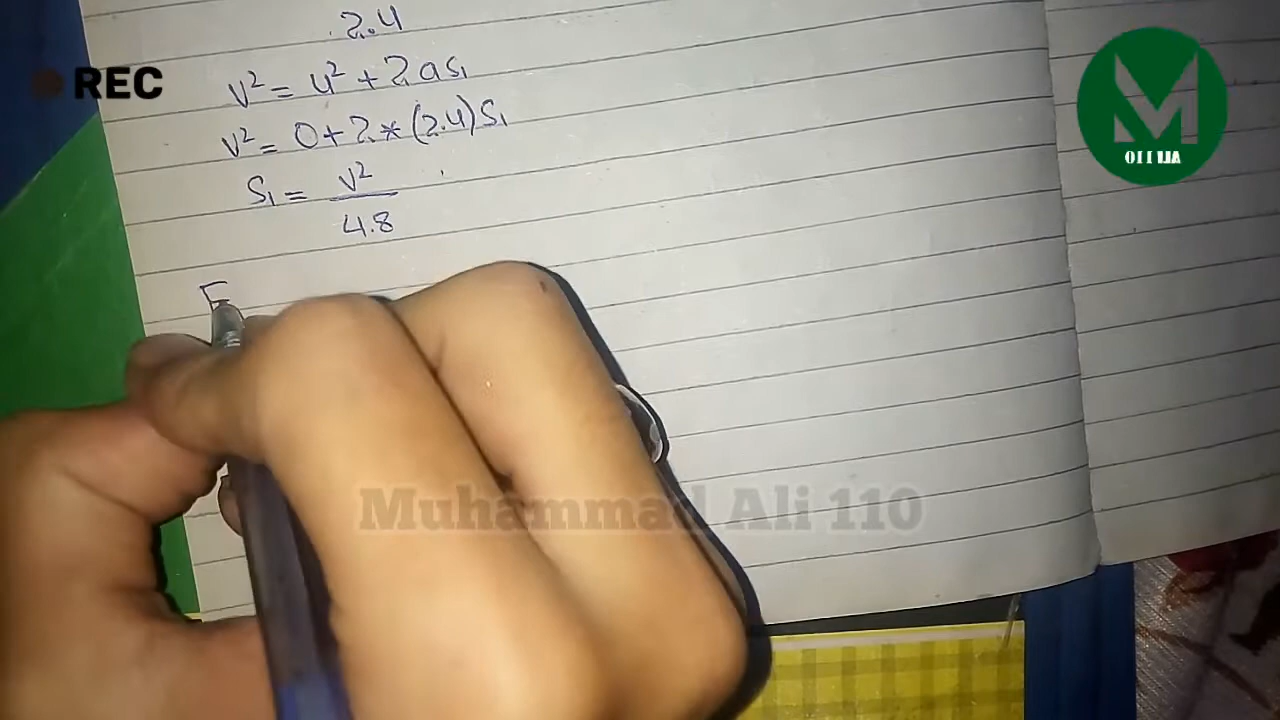 2.4
REC
v² = u² + 2as₁
v² = 0 + 2*(2.4)S₁
S₁ = v²
4.8
F
M
Muhammad Ali 110